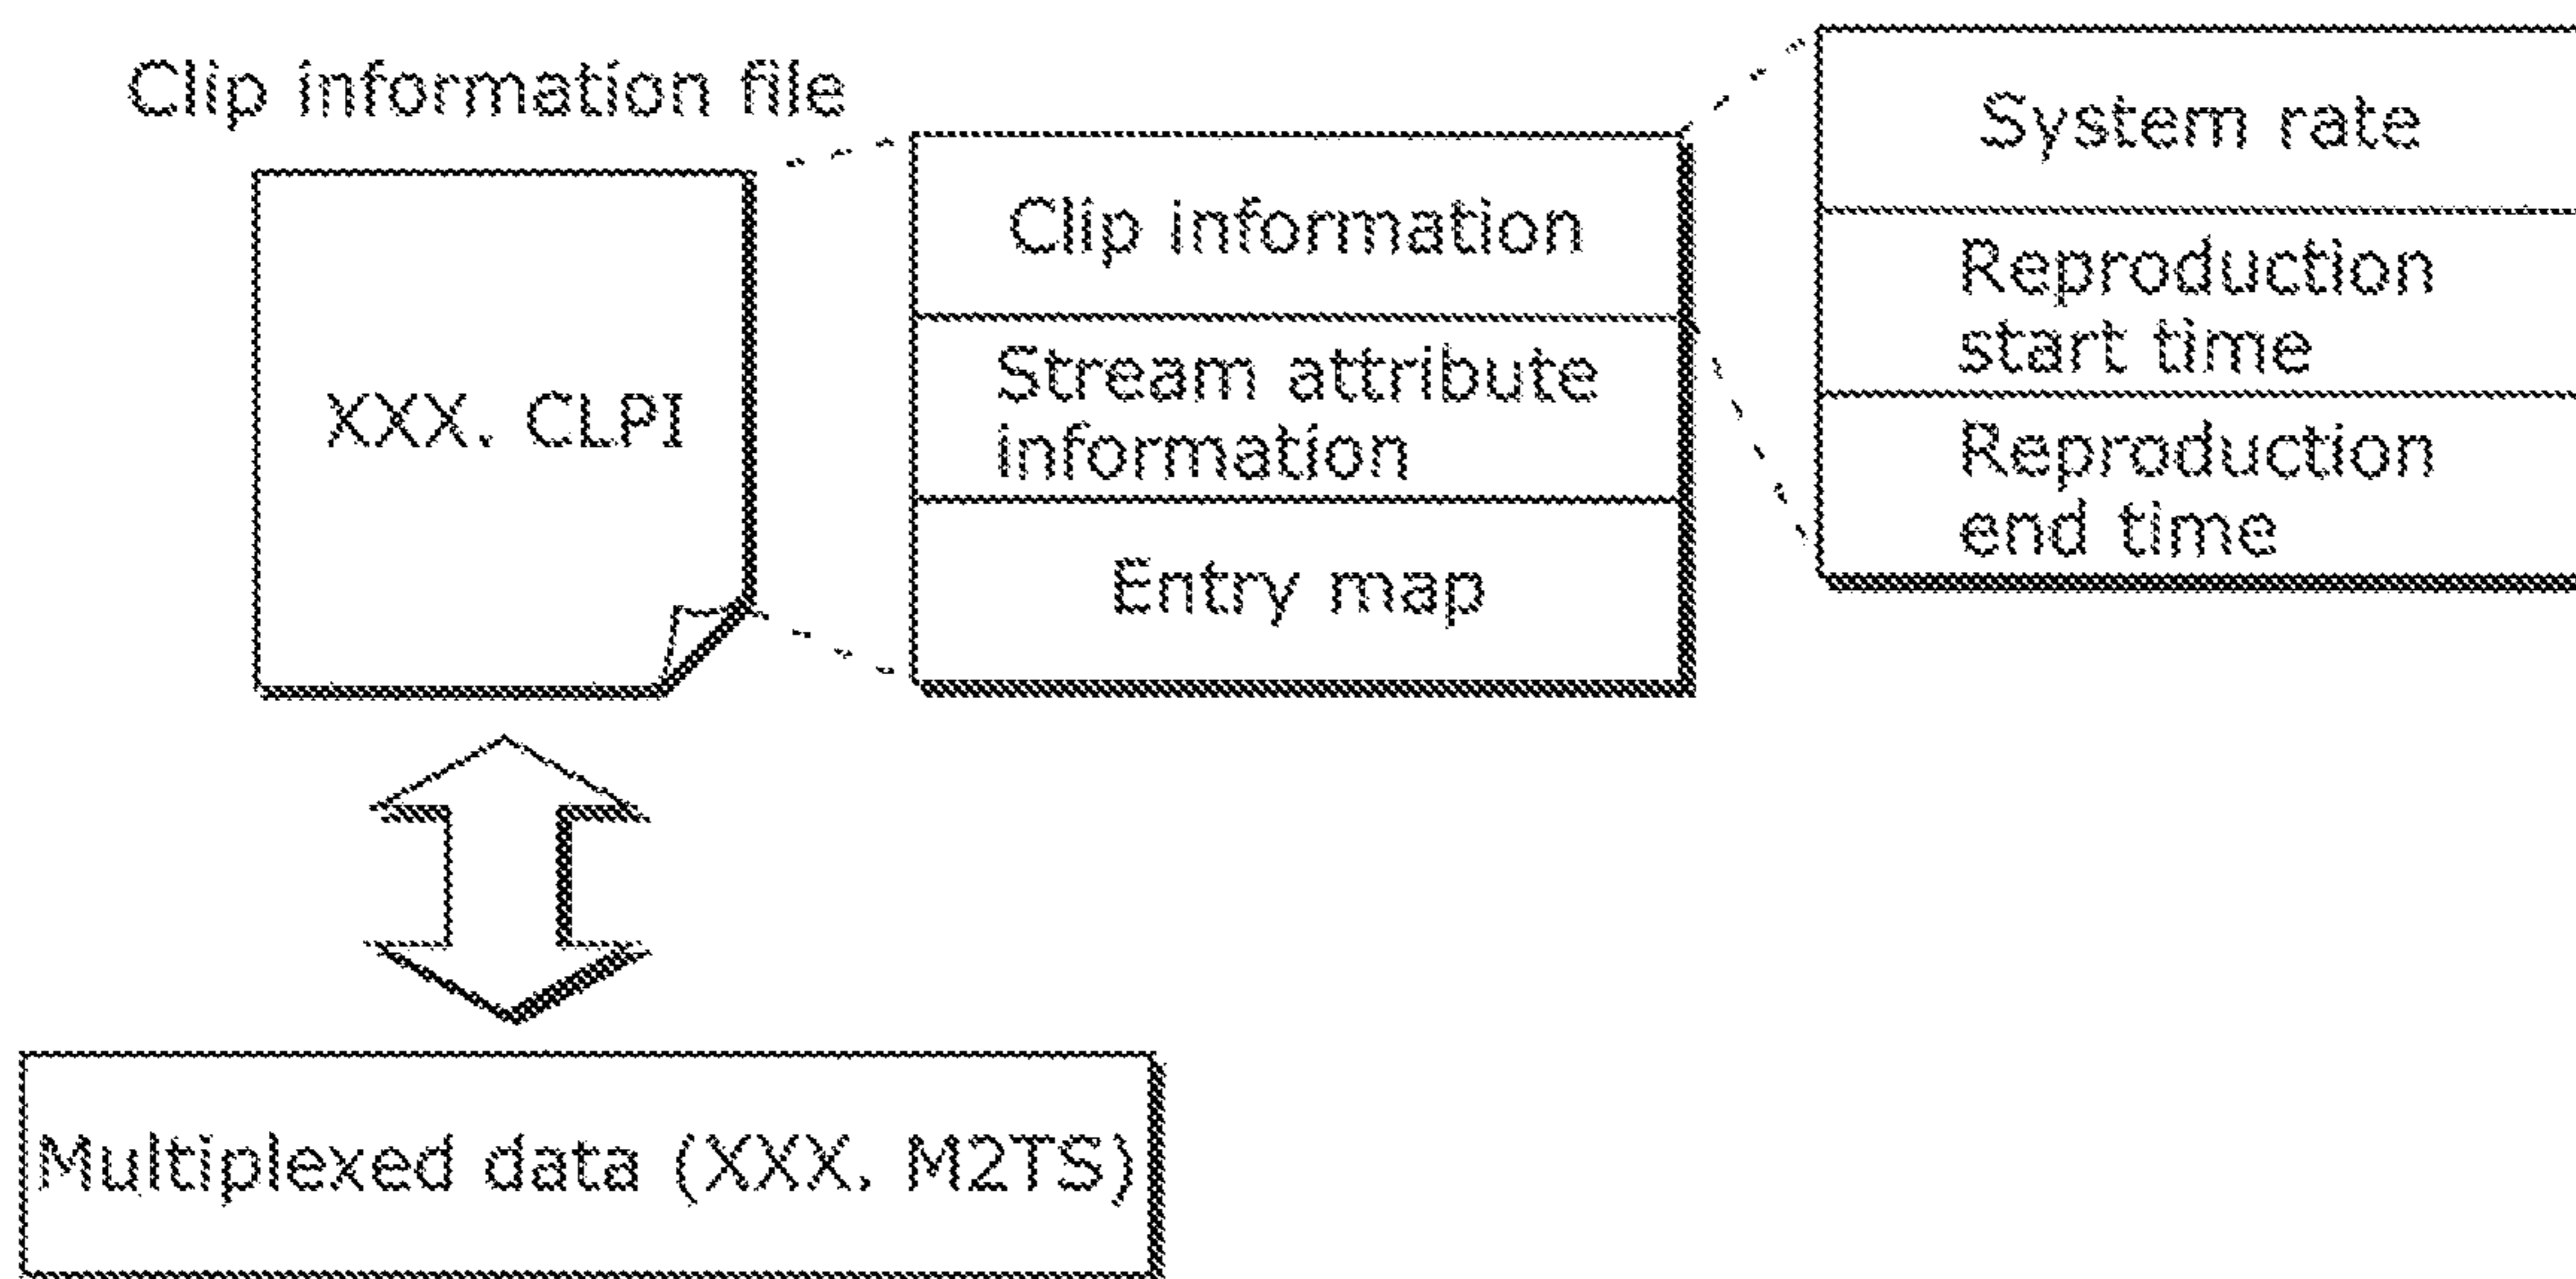 Clip information file
XXX. CLPI
Clip information
Stream attribute
information
Entry map
System rate
Reproduction
start time
Reproduction
end time
Multiplexed data (XXX. M2TS)